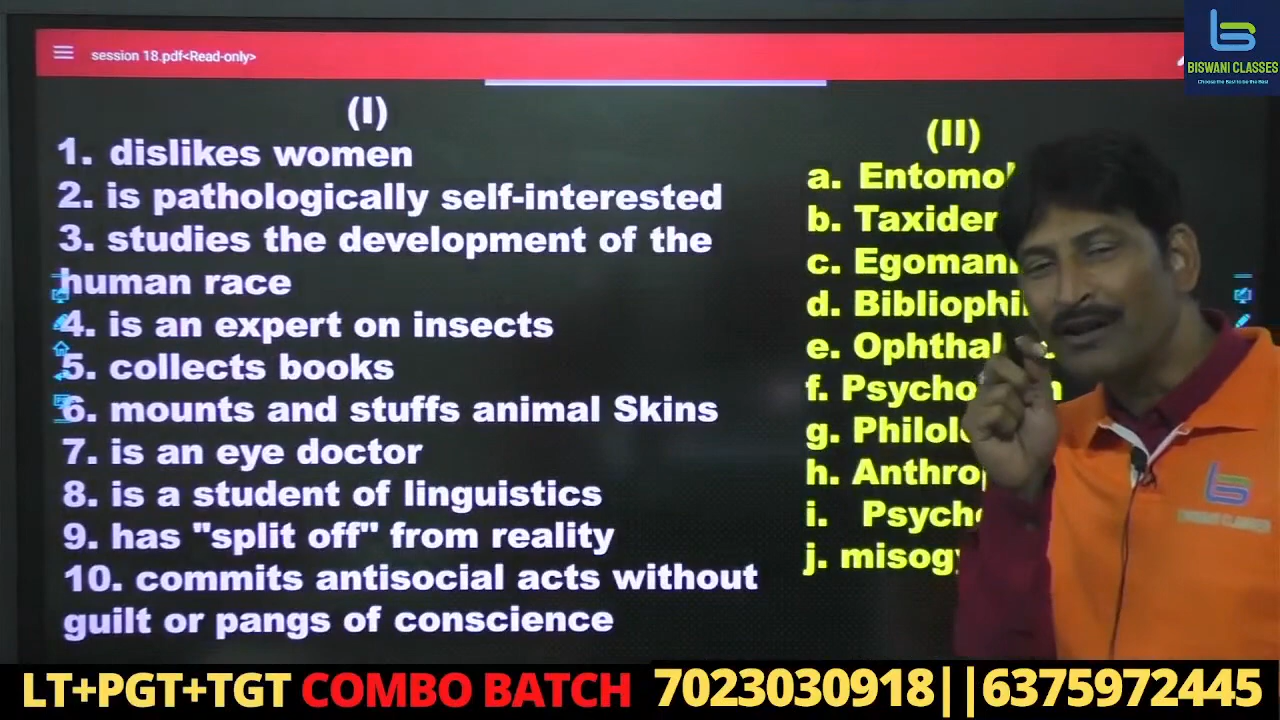 session 18.pdf<Read-only>
BISWANI CLASSES
(I)
1. dislikes women
2. is pathologically self-interested
3. studies the development of the
human race
4. is an expert on insects
5. collects books
6. mounts and stuffs animal Skins
7. is an eye doctor
8. is a student of linguistics
9. has "split off" from reality
10. commits antisocial acts without
guilt or pangs of conscience
(II)
a. Entomol
b. Taxider
c. Egomani
d. Bibliophil
e. Ophthal
f. Psycho
g. Philol
h. Anthrop
i. Psych
j. misogy
LT+PGT+TGT COMBO BATCH 7023030918||6375972445